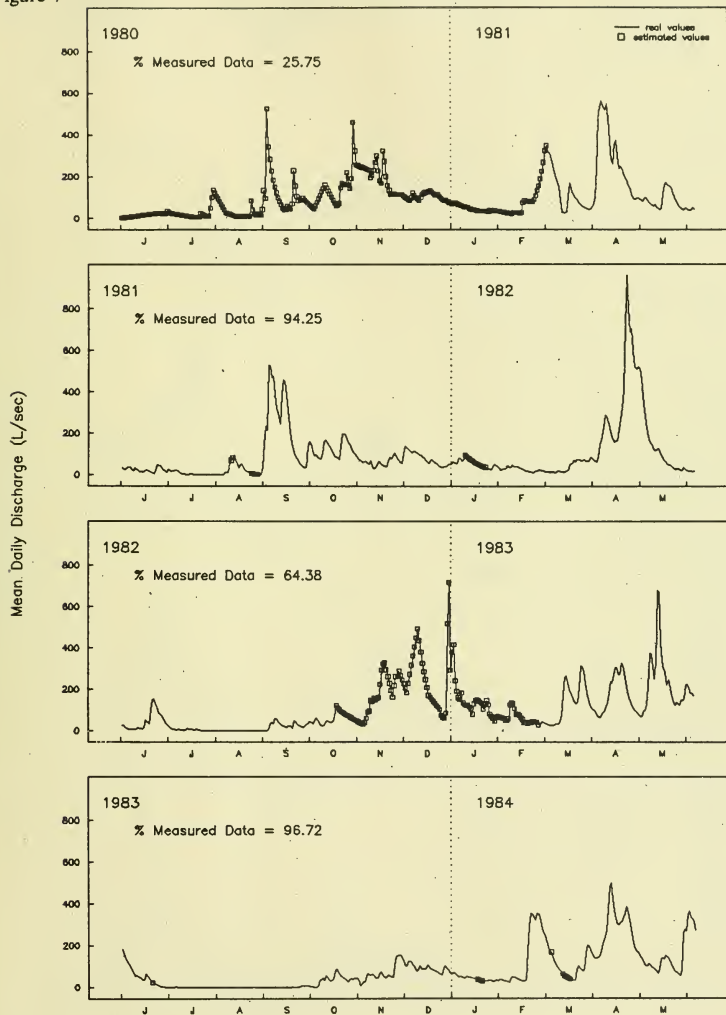 1980
1981
real values
estimated values
% Measured Data = 25.75
800
600
400
200
0
J J A S O N D J F M A M
1981
1982
% Measured Data = 94.25
800
600
400
200
0
J J A S O N D J F M A M
Mean Daily Discharge (L/sec)
1982
1983
% Measured Data = 64.38
800
600
400
200
0
J J A S O N D J F M A M
1983
1984
% Measured Data = 96.72
800
600
400
200
0
J J A S O N D J F M A M